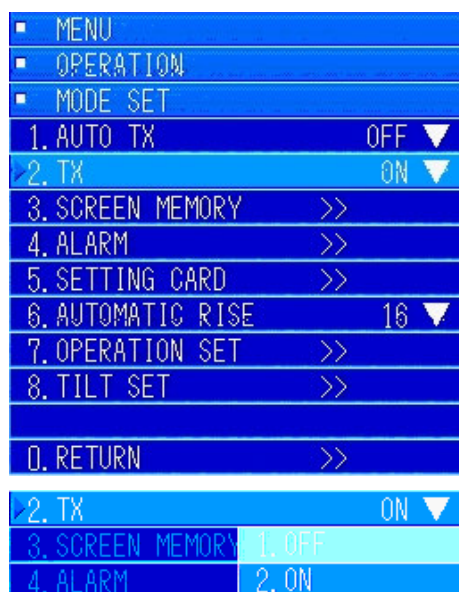 MENU
OPERATION
MODE SET
1. AUTO TX OFF ▼
2. TX ON ▼
3. SCREEN MEMORY >>
4. ALARM >>
5. SETTING CARD >>
6. AUTOMATIC RISE 16 ▼
7. OPERATION SET >>
8. TILT SET >>
0. RETURN >>
2. TX ON ▼
3. SCREEN MEMORY 1. OFF
4. ALARM 2. ON